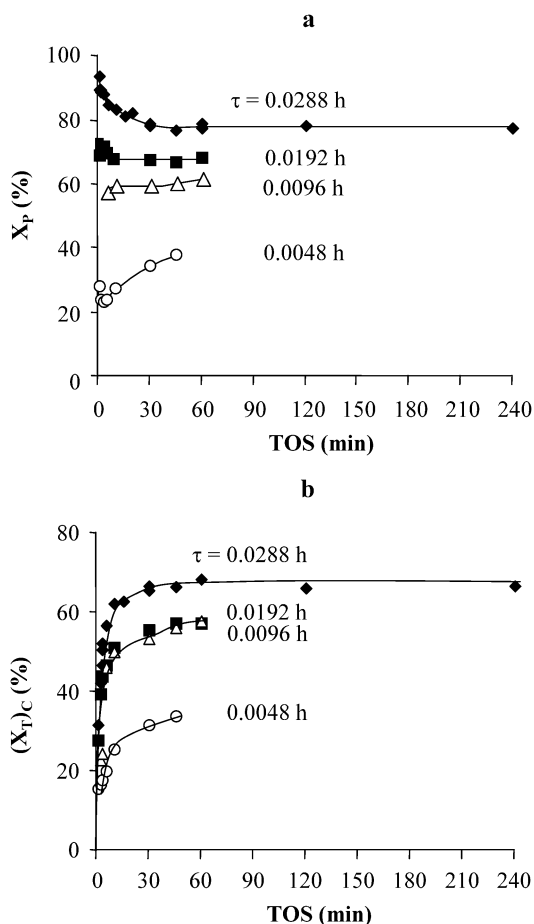 a
100
80
60
40
20
0
X_P (%)
τ = 0.0288 h
0.0192 h
0.0096 h
0.0048 h
0 30 60 90 120 150 180 210 240
TOS (min)
b
80
60
40
20
0
(X_T)_C (%)
τ = 0.0288 h
0.0192 h
0.0096 h
0.0048 h
0 30 60 90 120 150 180 210 240
TOS (min)